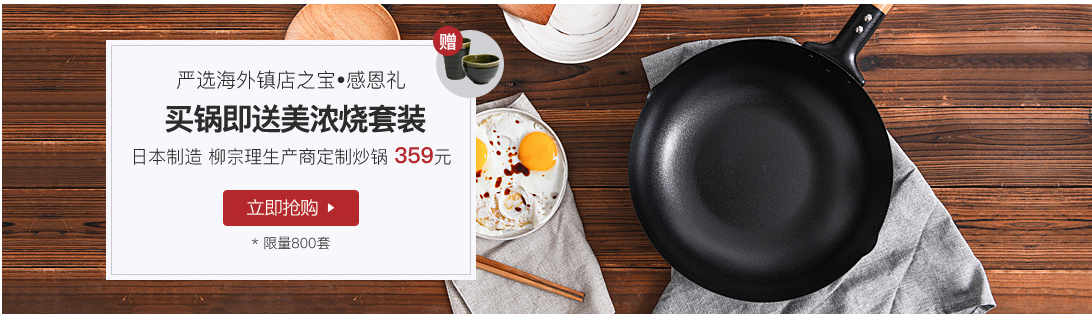 赠
严选海外镇店之宝•感恩礼
买锅即送美浓烧套装
日本制造 柳宗理生产商定制炒锅 359元
立即抢购
* 限量800套